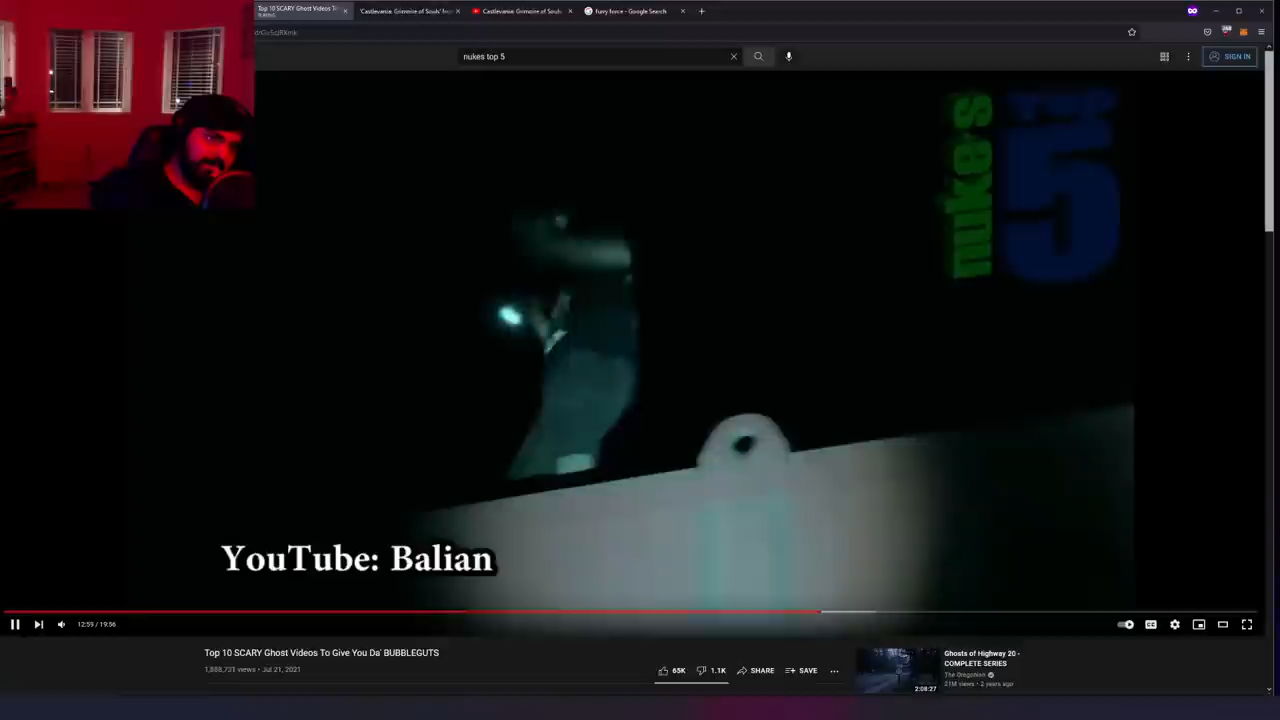 Top 10 SCARY Ghost Videos To
'Castlevania: Grimoire of Souls'
Castlevania: Grimoire of Souls
furry force - Google Search
nukes top 5
SIGN IN
nuke's
Top
5
YouTube: Balian
12:59 / 19:56
CC
Top 10 SCARY Ghost Videos To Give You Da' BUBBLEGUTS
1,888,731 views • Jul 21, 2021
65K
1.1K
SHARE
SAVE
Ghosts of Highway 20 -
COMPLETE SERIES
The Oregonian
21M views • 2 years ago
2:08:27